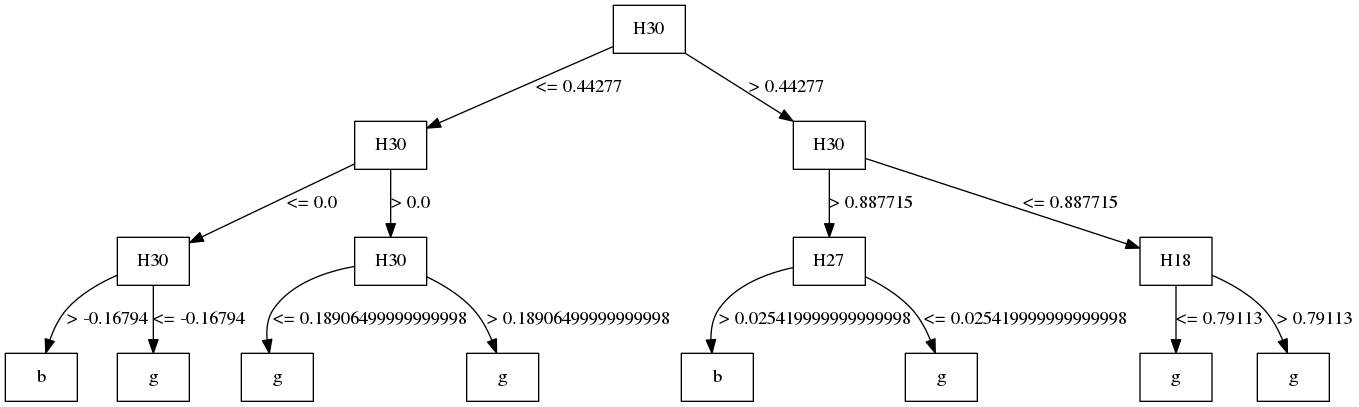 H30
<= 0.44277
> 0.44277
H30
H30
<= 0.0
> 0.0
> 0.887715
<= 0.887715
H30
H30
H27
H18
> -0.16794
<= -0.16794
<= 0.18906499999999998
> 0.18906499999999998
> 0.025419999999999998
<= 0.025419999999999998
<= 0.79113
> 0.79113
b
g
g
g
b
g
g
g